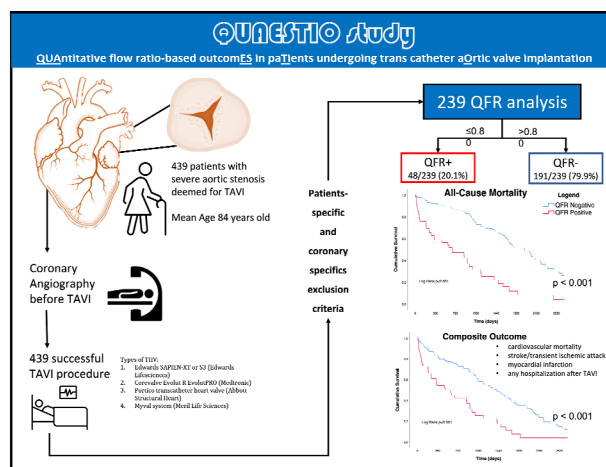 QUAESTIO study
QUAntitative flow ratio-based outcomES in paTIents undergoing trans catheter aOrtic valve implantation
439 patients with
severe aortic stenosis
deemed for TAVI
Mean Age 84 years old
Coronary
Angiography
before TAVI
439 successful
TAVI procedure
Types of THV:
1. Edwards SAPIEN-XT or S3 (Edwards
Lifesciences)
2. Corevalve Evolut R EvolutPRO (Medtronic)
3. Portico transcatheter heart valve (Abbott
Structural Heart)
4. Myval system (Meril Life Sciences)
Patients-
specific
and
coronary
specifics
exclusion
criteria
239 QFR analysis
≤0.8
0
>0.8
0
QFR+
48/239 (20.1%)
QFR-
191/239 (79.9%)
All-Cause Mortality
Legend
QFR Negative
QFR Positive
Cumulative Survival
p < 0.001
Time (days)
Composite Outcome
• cardiovascular mortality
• stroke/transient ischemic attack
• myocardial infarction
• any hospitalization after TAVI
Cumulative Survival
p < 0.001
Time (days)